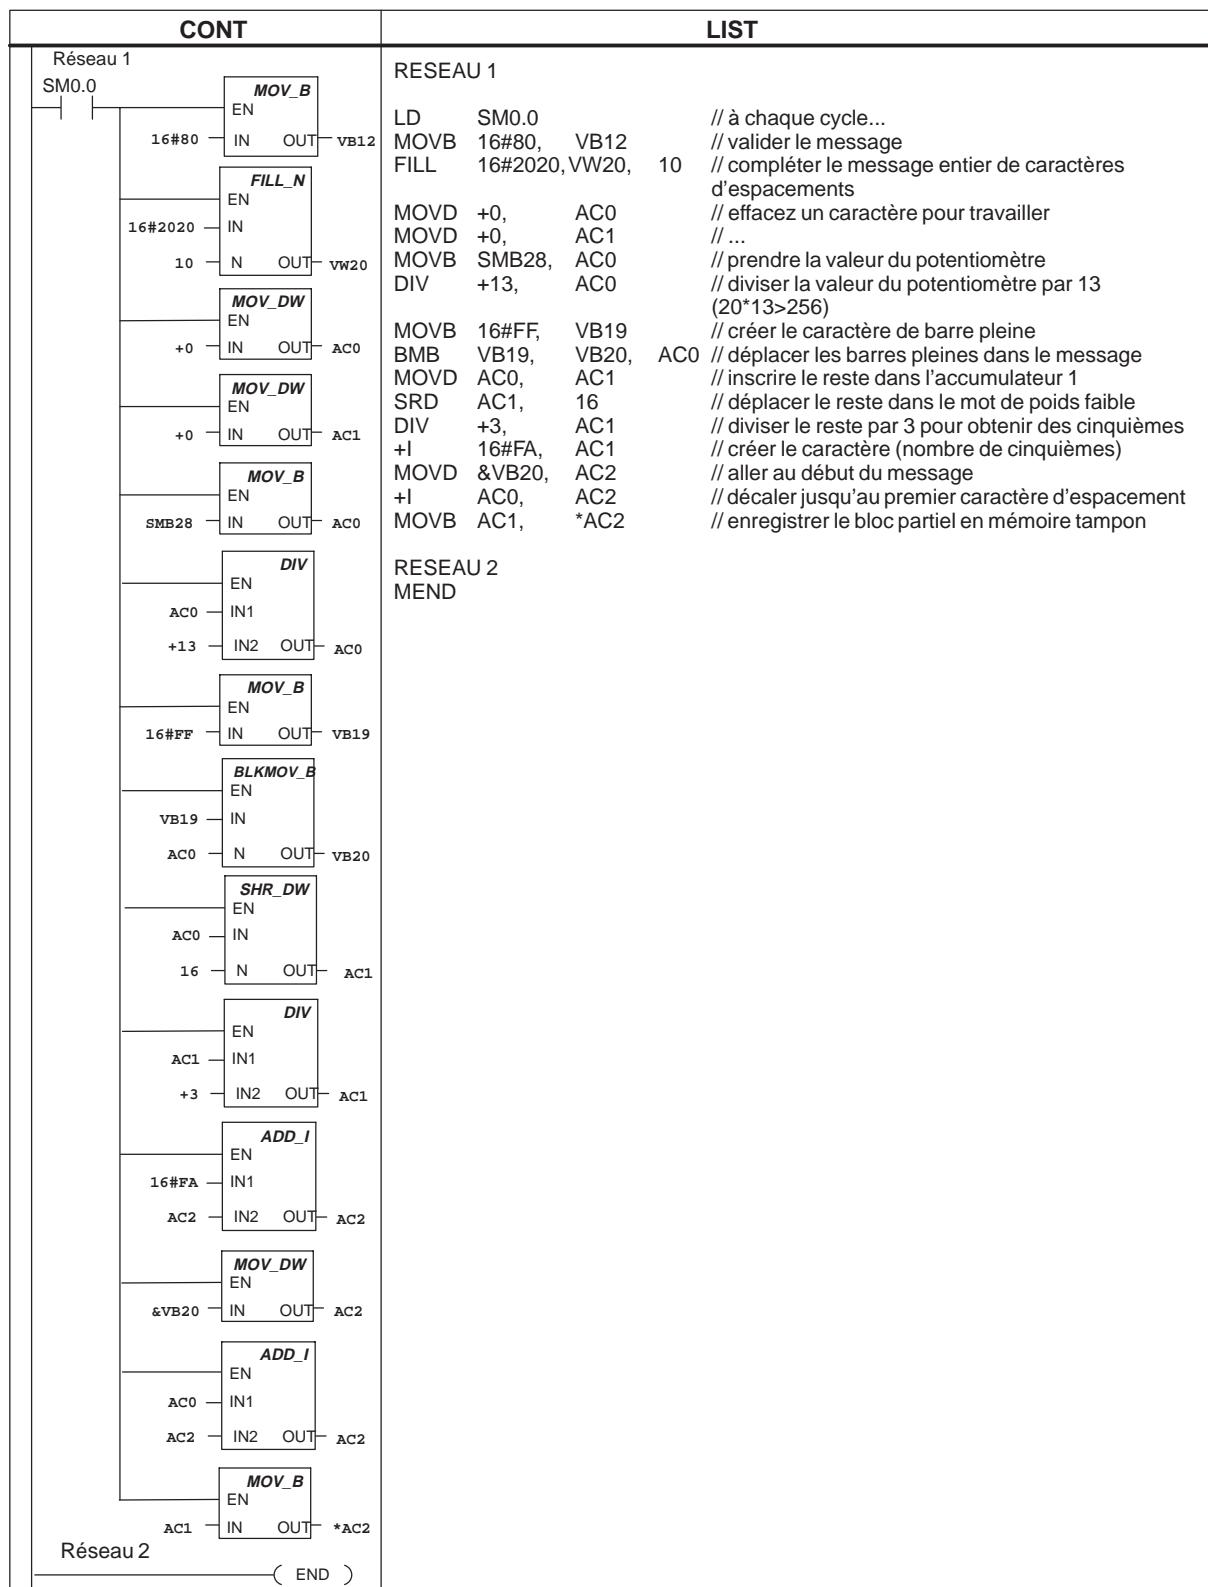 CONT
LIST
Réseau 1
SM0.0
MOV_B
EN
16#80 IN OUT VB12
FILL_N
EN
16#2020 IN
10 N OUT VW20
MOV_DW
EN
+0 IN OUT AC0
MOV_DW
EN
+0 IN OUT AC1
MOV_B
EN
SMB28 IN OUT AC0
DIV
EN
AC0 IN1
+13 IN2 OUT AC0
MOV_B
EN
16#FF IN OUT VB19
BLKMOV_B
EN
VB19 IN
AC0 N OUT VB20
SHR_DW
EN
AC0 IN
16 N OUT AC1
DIV
EN
AC1 IN1
+3 IN2 OUT AC1
ADD_I
EN
16#FA IN1
AC2 IN2 OUT AC2
MOV_DW
EN
&VB20 IN OUT AC2
ADD_I
EN
AC0 IN1
AC2 IN2 OUT AC2
MOV_B
EN
AC1 IN OUT *AC2
Réseau 2
( END )
RESEAU 1
LD SM0.0 // à chaque cycle...
MOVB 16#80, VB12 // valider le message
FILL 16#2020, VW20, 10 // compléter le message entier de caractères
d'espacements
MOVD +0, AC0 // effacez un caractère pour travailler
MOVD +0, AC1 // ...
MOVB SMB28, AC0 // prendre la valeur du potentiomètre
DIV +13, AC0 // diviser la valeur du potentiomètre par 13
(20*13>256)
MOVB 16#FF, VB19 // créer le caractère de barre pleine
BMB VB19, VB20, AC0 // déplacer les barres pleines dans le message
MOVD AC0, AC1 // inscrire le reste dans l'accumulateur 1
SRD AC1, 16 // déplacer le reste dans le mot de poids faible
DIV +3, AC1 // diviser le reste par 3 pour obtenir des cinquièmes
+I 16#FA, AC1 // créer le caractère (nombre de cinquièmes)
MOVD &VB20, AC2 // aller au début du message
+I AC0, AC2 // décaler jusqu'au premier caractère d'espacement
MOVB AC1, *AC2 // enregistrer le bloc partiel en mémoire tampon
RESEAU 2
MEND